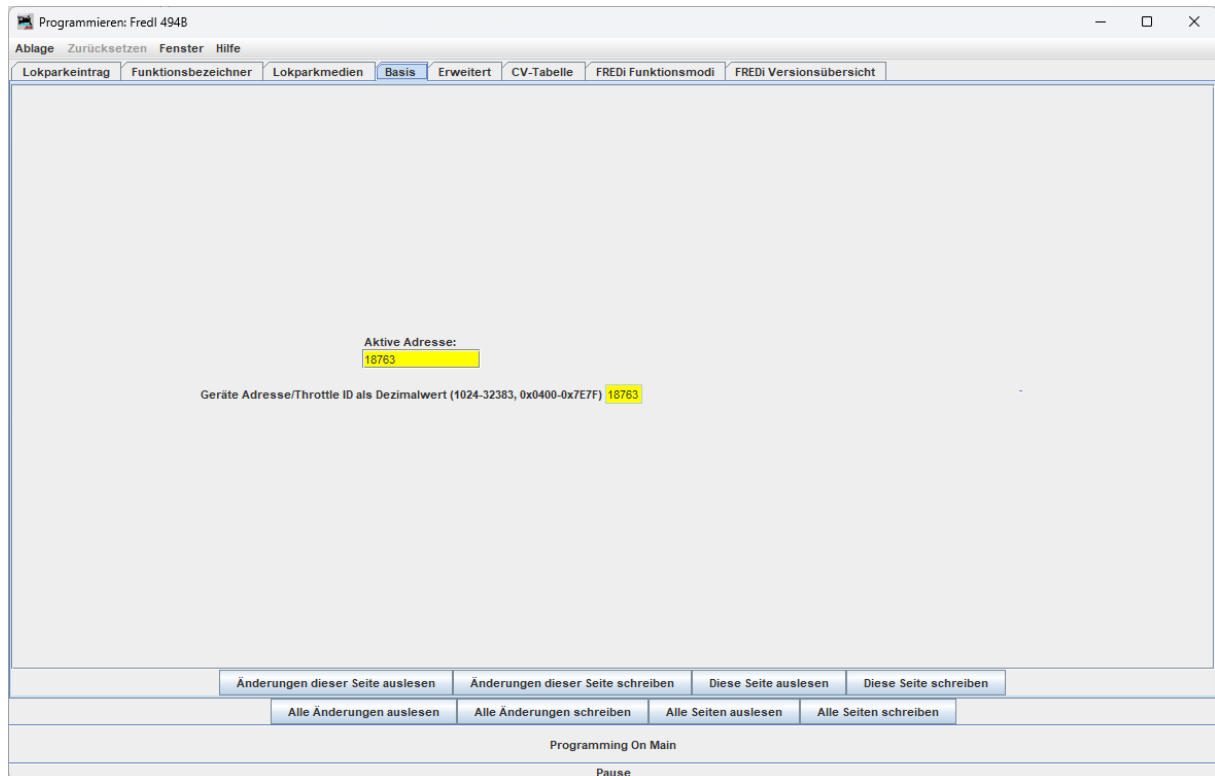 Programmieren: FredI 494B
Ablage Zurücksetzen Fenster Hilfe
Lokparkeintrag Funktionsbezeichner Lokparkmedien Basis Erweitert CV-Tabelle FREDi Funktionsmodi FREDi Versionsübersicht
Aktive Adresse:
18763
Geräte Adresse/Throttle ID als Dezimalwert (1024-32383, 0x0400-0x7E7F) 18763
Änderungen dieser Seite auslesen Änderungen dieser Seite schreiben Diese Seite auslesen Diese Seite schreiben
Alle Änderungen auslesen Alle Änderungen schreiben Alle Seiten auslesen Alle Seiten schreiben
Programming On Main
Pause